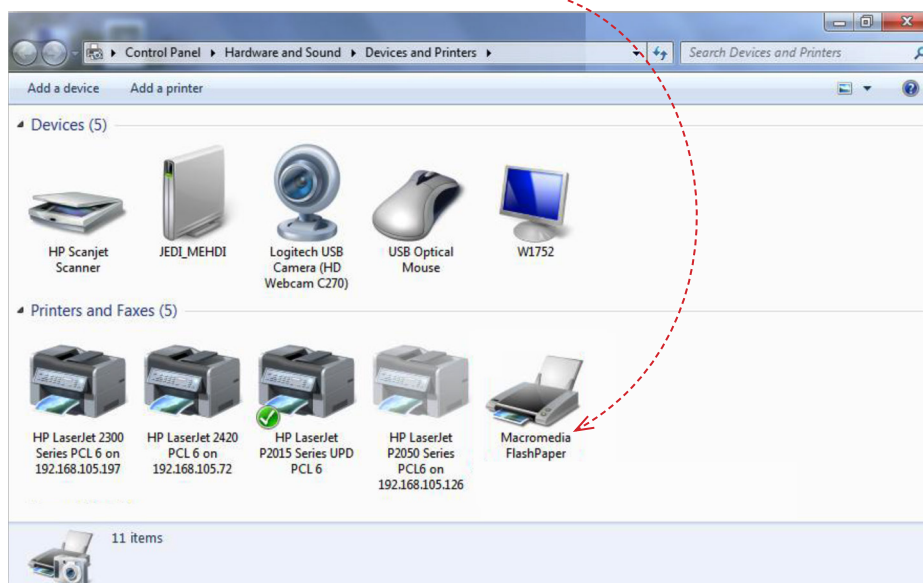 Control Panel Hardware and Sound Devices and Printers
Search Devices and Printers
Add a device Add a printer
Devices (5)
HP Scanjet
Scanner
JEDI_MEHDI
Logitech USB
Camera (HD
Webcam C270)
USB Optical
Mouse
W1752
Printers and Faxes (5)
HP LaserJet 2300
Series PCL 6 on
192.168.105.197
HP LaserJet 2420
PCL 6 on
192.168.105.72
HP LaserJet
P2015 Series UPD
PCL 6
HP LaserJet
P2050 Series
PCL6 on
192.168.105.126
Macromedia
FlashPaper
11 items